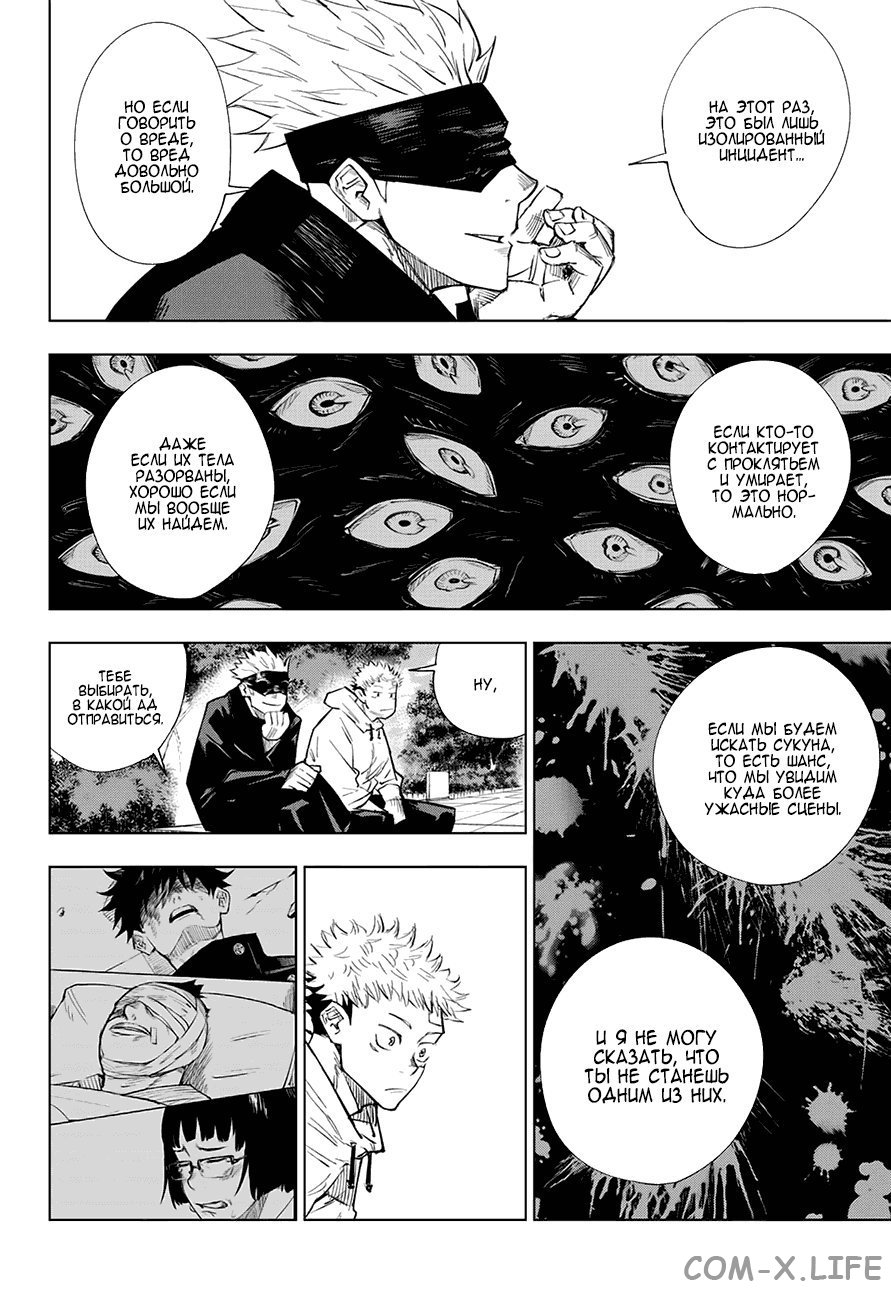 НА ЭТОТ РАЗ,
ЭТО БЫЛ ЛИШЬ
ИЗОЛИРОВАННЫЙ
ИНЦИДЕНТ...
НО ЕСЛИ
ГОВОРИТЬ
О ВРЕДЕ,
ТО ВРЕД
ДОВОЛЬНО
БОЛЬШОЙ.
ЕСЛИ КТО-ТО
КОНТАКТИРУЕТ
С ПРОКЛЯТЬЕМ
И УМИРАЕТ,
ТО ЭТО НОР-
МАЛЬНО.
ДАЖЕ
ЕСЛИ ИХ ТЕЛА
РАЗОРВАНЫ,
ХОРОШО ЕСЛИ
МЫ ВООБЩЕ
ИХ НАЙДЕМ.
ЕСЛИ МЫ БУДЕМ
ИСКАТЬ СУКУНА,
ТО ЕСТЬ ШАНС,
ЧТО МЫ УВИДИМ
КУДА БОЛЕЕ
УЖАСНЫЕ СЦЕНЫ.
И Я НЕ МОГУ
СКАЗАТЬ, ЧТО
ТЫ НЕ СТАНЕШЬ
ОДНИМ ИЗ НИХ.
НУ,
ТЕБЕ
ВЫБИРАТЬ,
В КАКОЙ АД
ОТПРАВИТЬСЯ.
COM-X.LIFE